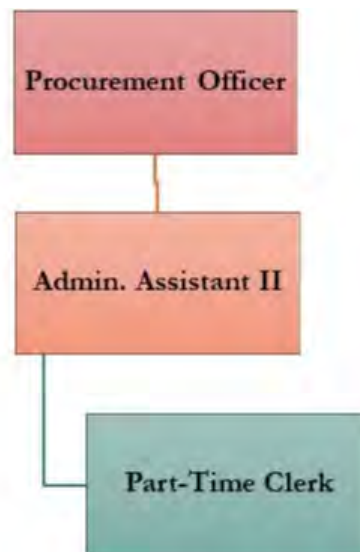 Procurement Officer
Admin. Assistant II
Part-Time Clerk